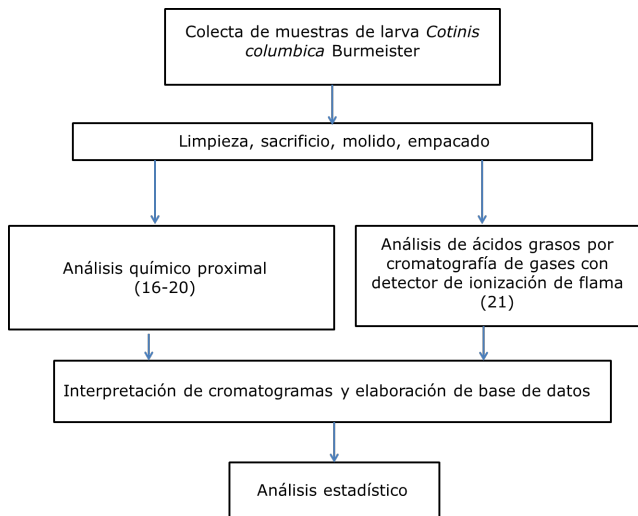 Colecta de muestras de larva Cotinis
columbica Burmeister
Limpieza, sacrificio, molido, empacado
Análisis químico proximal
(16-20)
Análisis de ácidos grasos por
cromatografía de gases con
detector de ionización de flama
(21)
Interpretación de cromatogramas y elaboración de base de datos
Análisis estadístico